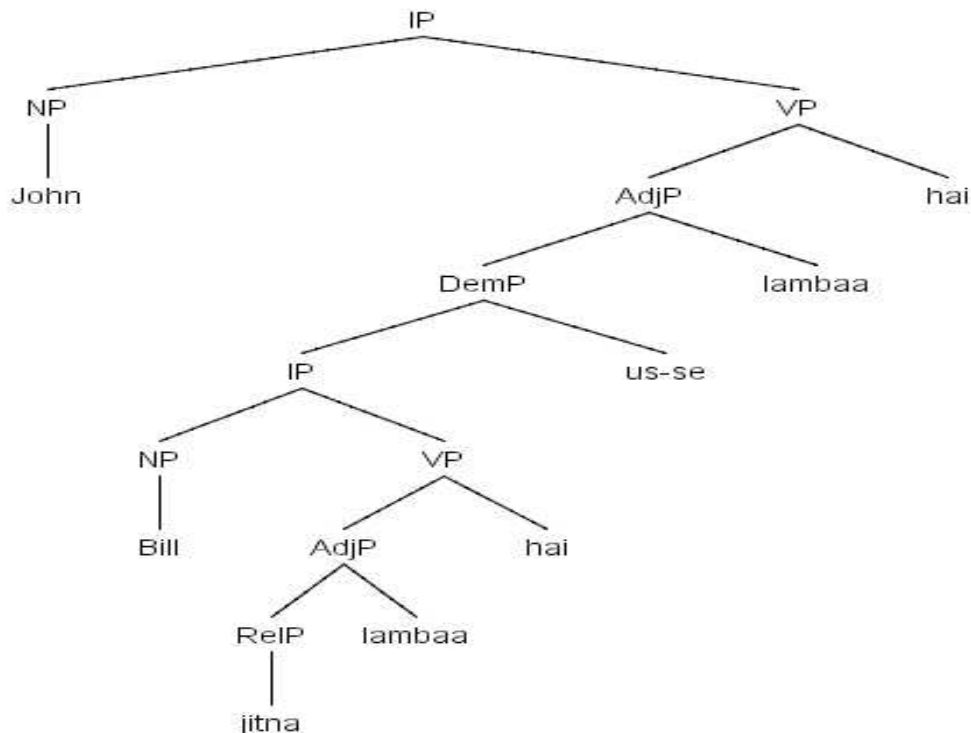 IP
NP VP
John AdjP hai
DemP lambaa
IP us-se
NP VP
Bill AdjP hai
RelP lambaa
jitna